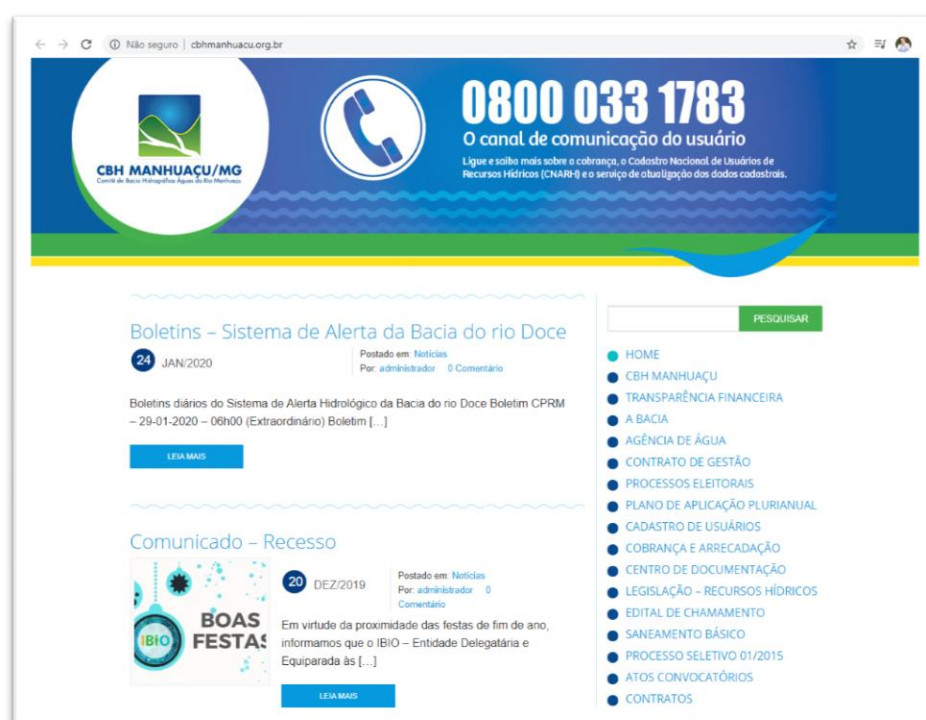 Não seguro | cbhmanhuacu.org.br
CBH MANHUAÇU/MG
Comitê da Bacia Hidrográfica Águas do Rio Manhuaçu
0800 033 1783
O canal de comunicação do usuário
Ligue e saiba mais sobre a cobrança, o Cadastro Nacional de Usuários de
Recursos Hídricos (CNARH) e o serviço de atualização dos dados cadastrais.
Boletins – Sistema de Alerta da Bacia do rio Doce
24 JAN/2020
Postado em: Notícias
Por: administrador 0 Comentário
Boletins diários do Sistema de Alerta Hidrológico da Bacia do rio Doce Boletim CPRM
– 29-01-2020 – 06h00 (Extraordinário) Boletim […]
LEIA MAIS
Comunicado – Recesso
IBIO
BOAS
FESTAS
20 DEZ/2019
Postado em: Notícias
Por: administrador 0
Comentário
Em virtude da proximidade das festas de fim de ano,
informamos que o IBIO – Entidade Delegatária e
Equiparada às […]
LEIA MAIS
PESQUISAR
HOME
CBH MANHUAÇU
TRANSPARÊNCIA FINANCEIRA
A BACIA
AGÊNCIA DE ÁGUA
CONTRATO DE GESTÃO
PROCESSOS ELEITORAIS
PLANO DE APLICAÇÃO PLURIANUAL
CADASTRO DE USUÁRIOS
COBRANÇA E ARRECADAÇÃO
CENTRO DE DOCUMENTAÇÃO
LEGISLAÇÃO – RECURSOS HÍDRICOS
EDITAL DE CHAMAMENTO
SANEAMENTO BÁSICO
PROCESSO SELETIVO 01/2015
ATOS CONVOCATÓRIOS
CONTRATOS